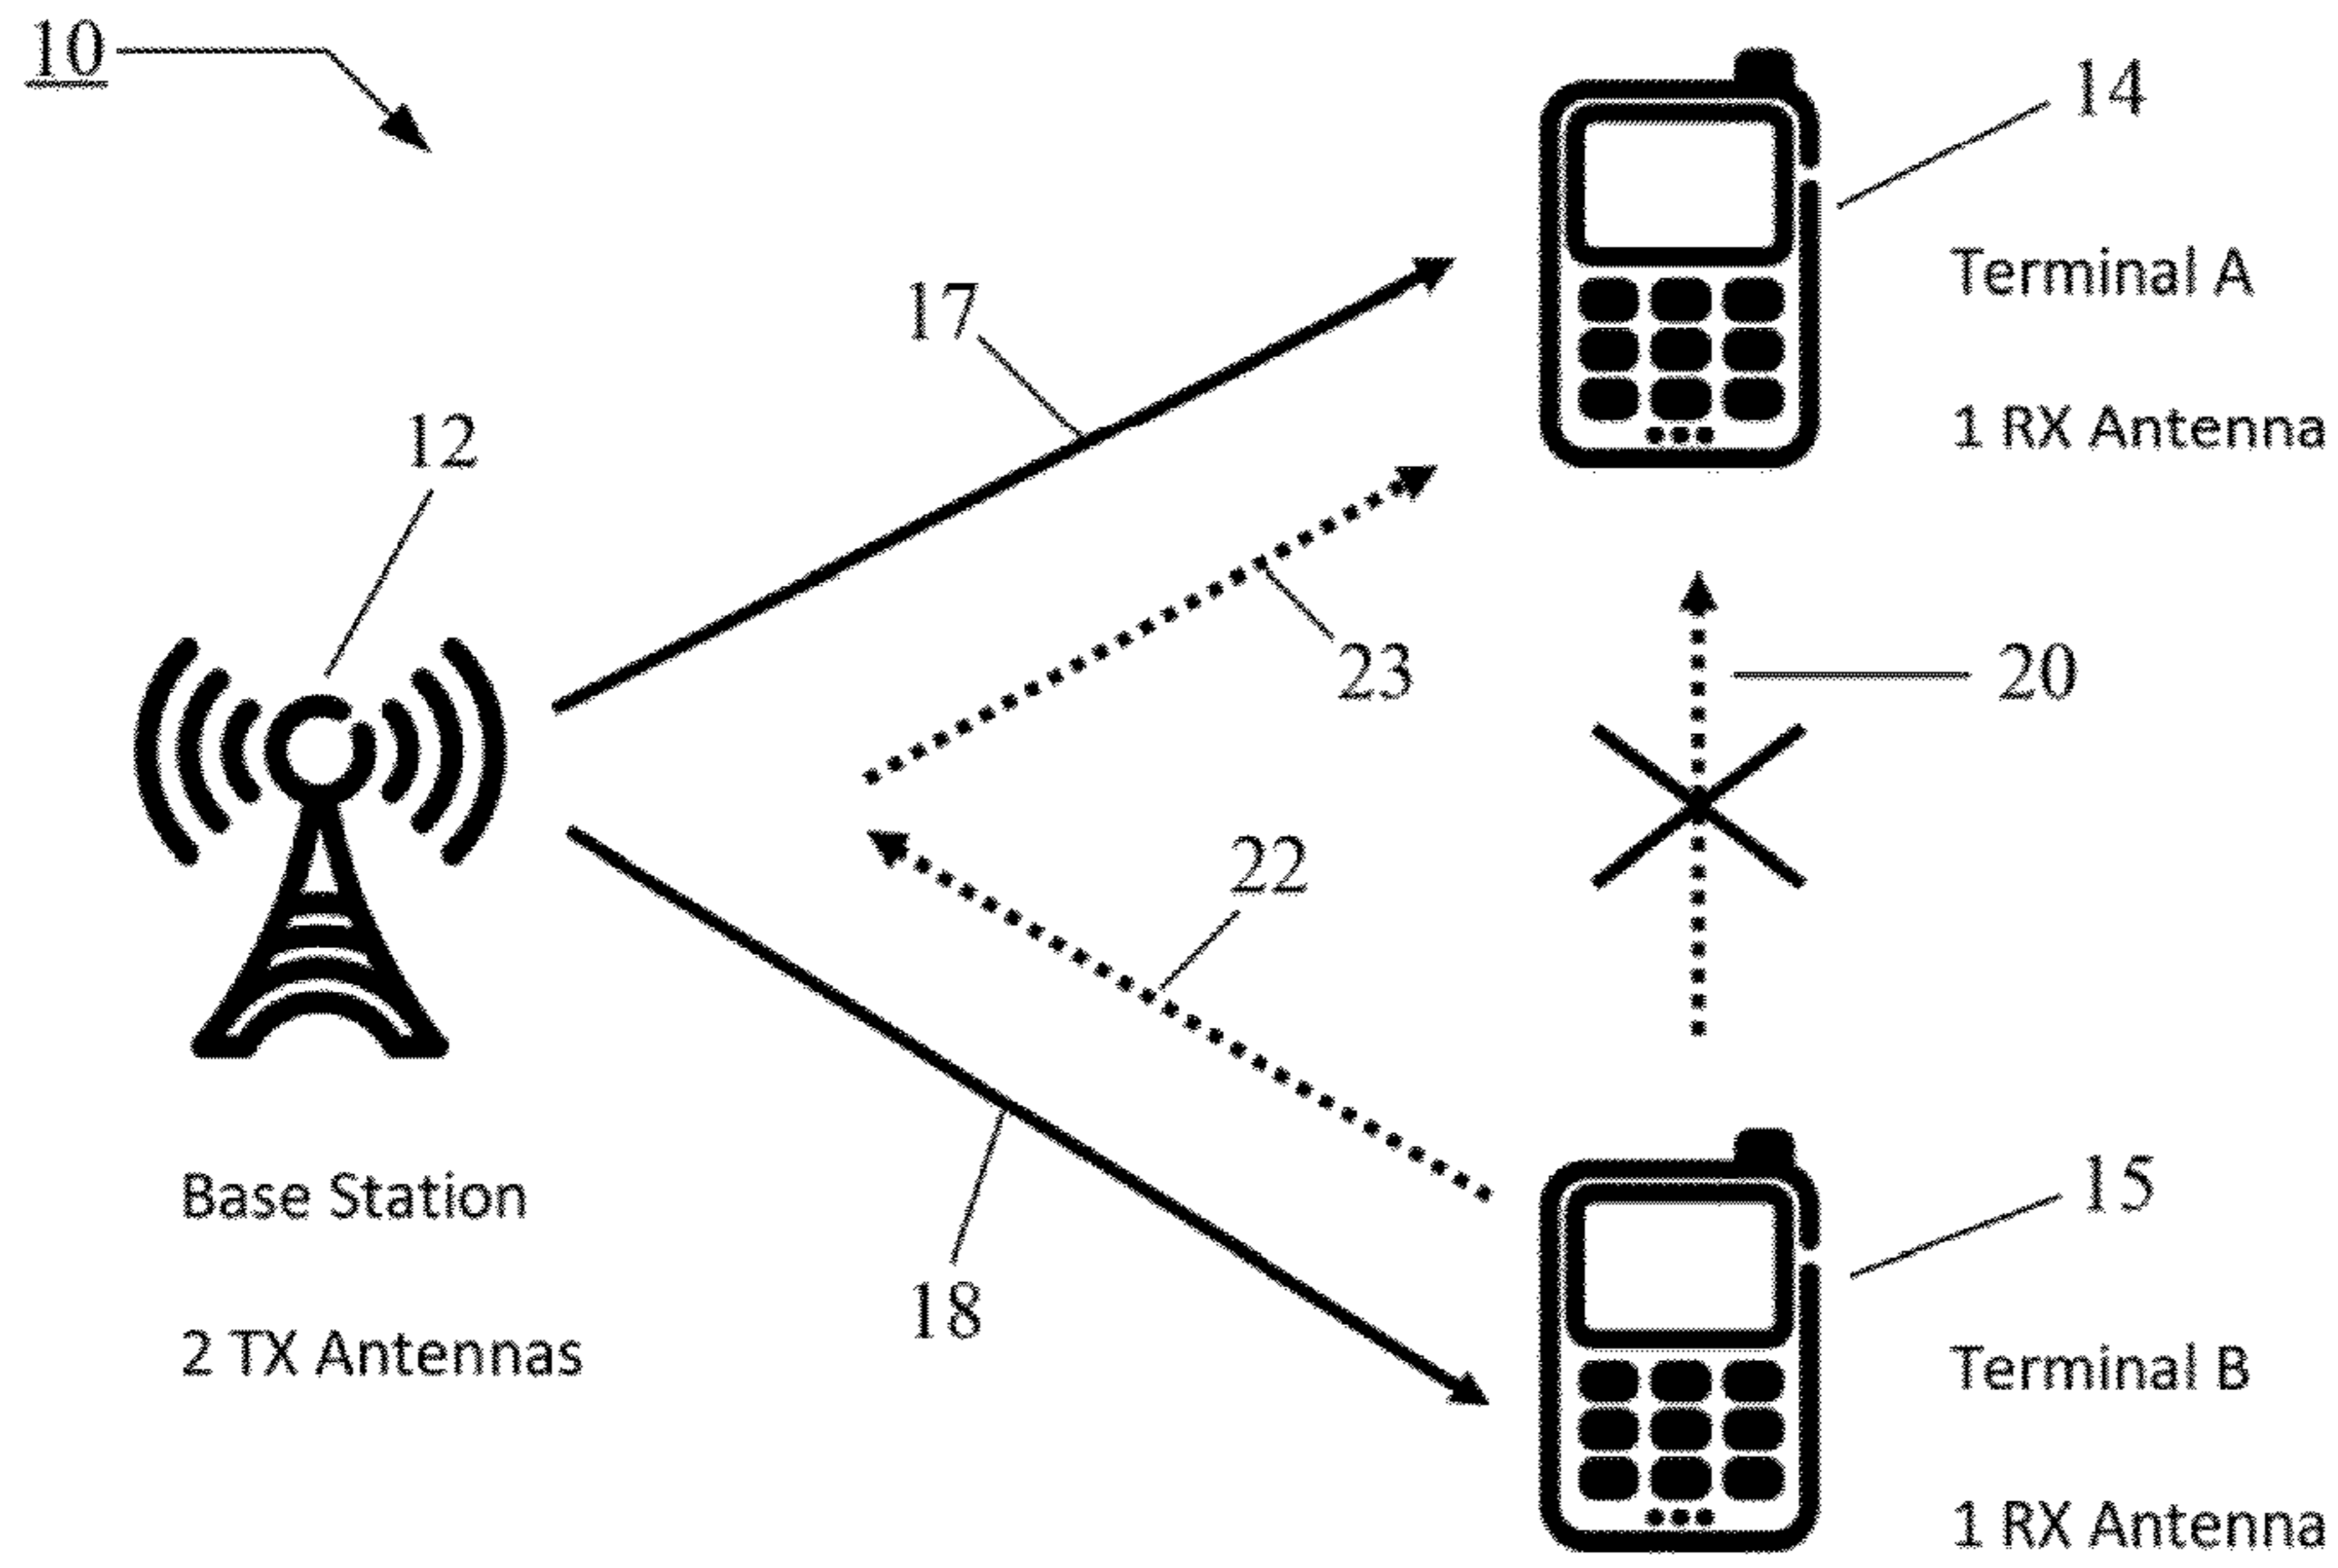 10
14
Terminal A
17
1 RX Antenna
12
23
20
22
Base Station
15
18
2 TX Antennas
Terminal B
1 RX Antenna